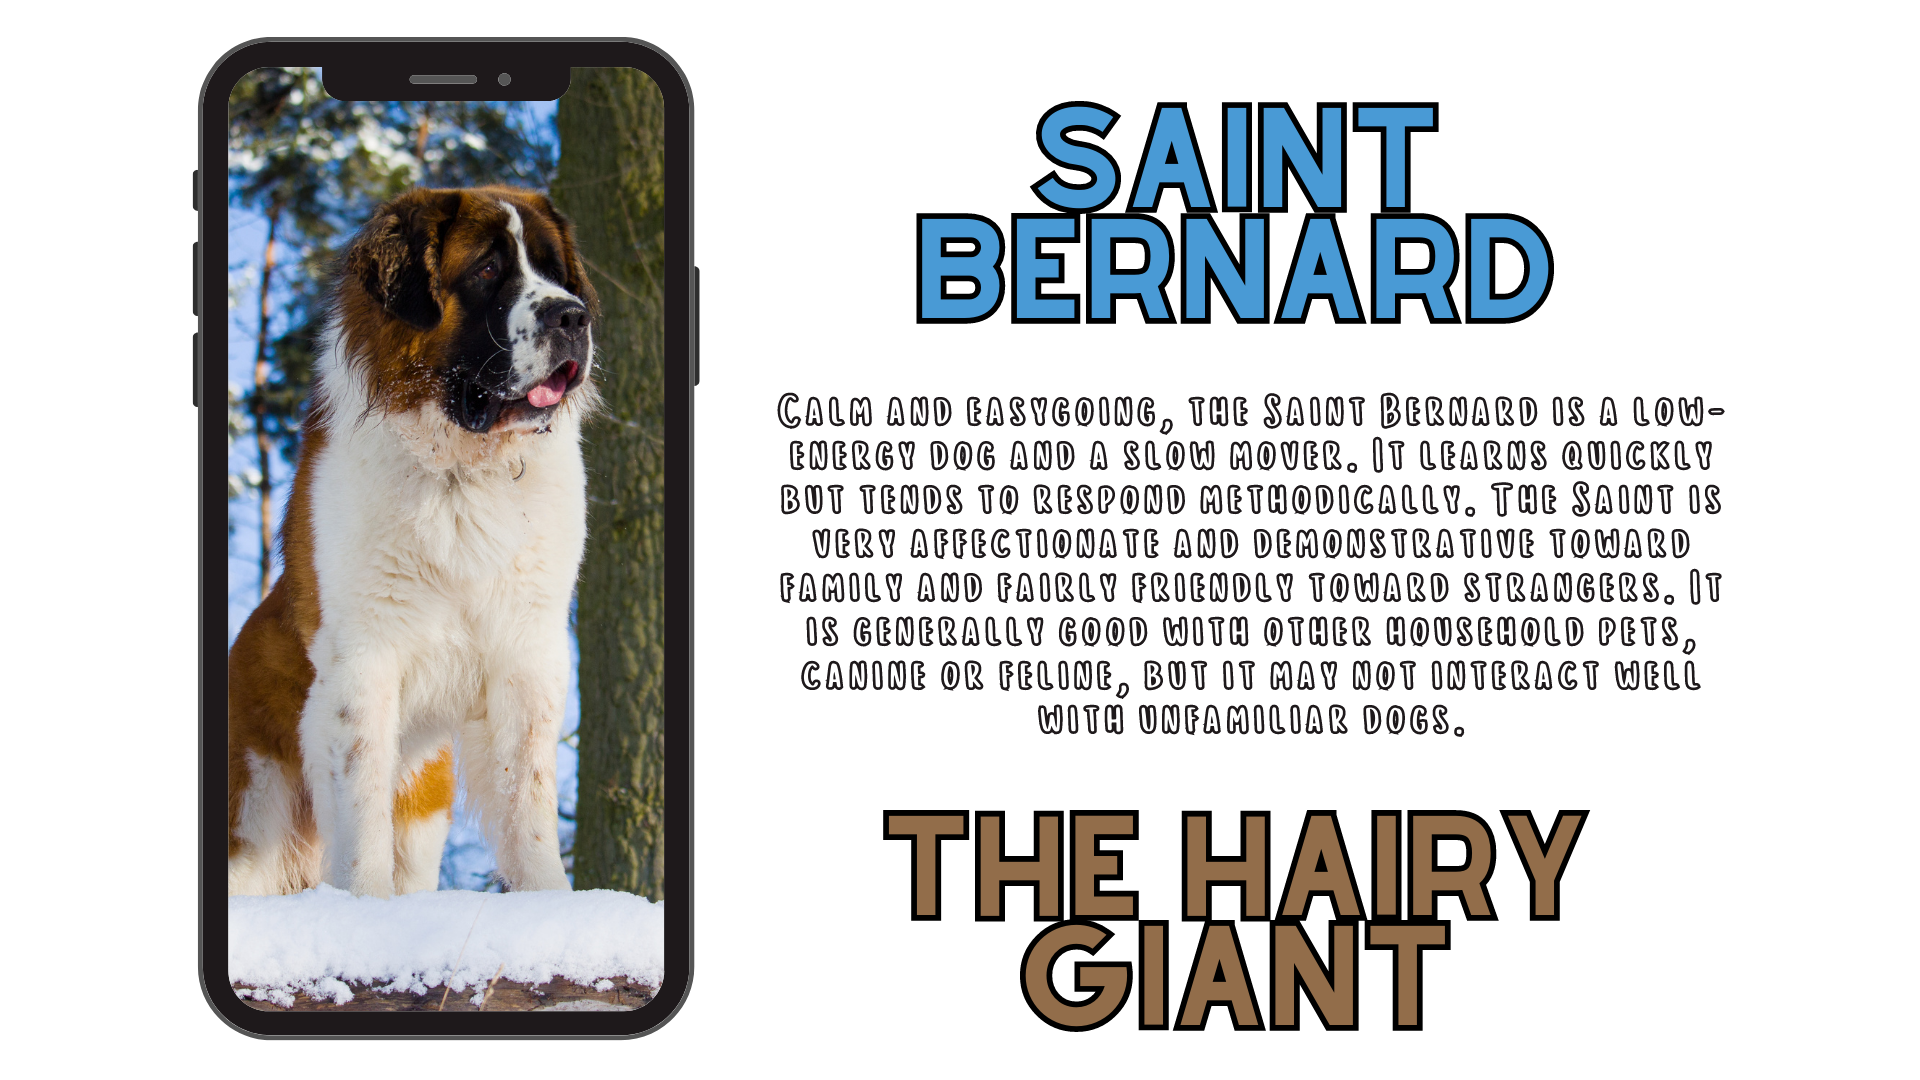 SAINT
BERNARD
Calm and easygoing, the Saint Bernard is a low-
energy dog and a slow mover. It learns quickly
but tends to respond methodically. The Saint is
very affectionate and demonstrative toward
family and fairly friendly toward strangers. It
is generally good with other household pets,
canine or feline, but it may not interact well
with unfamiliar dogs.
THE HAIRY
GIANT